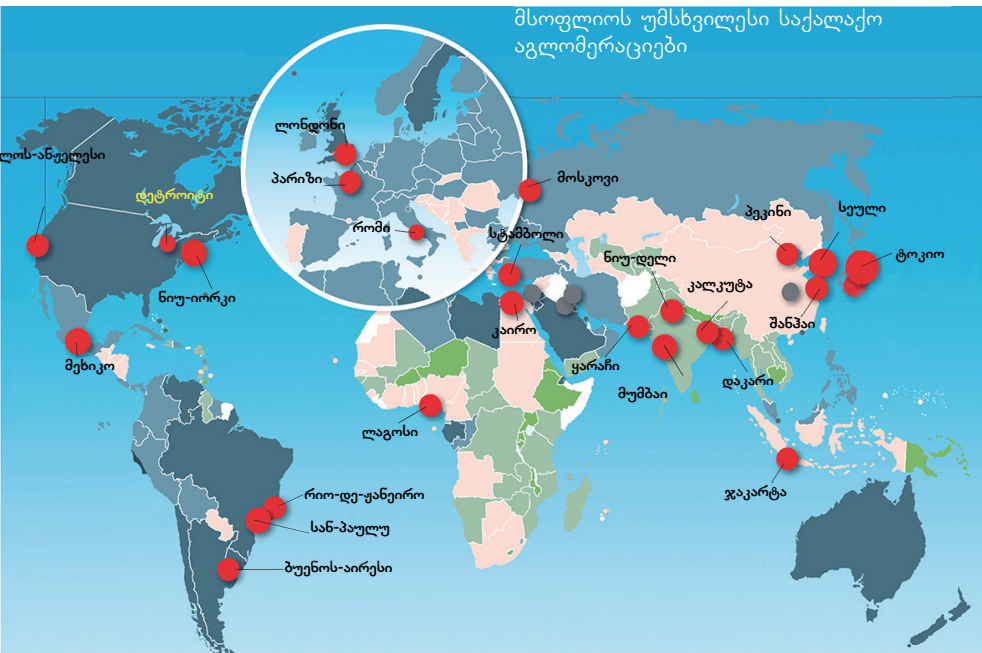 მსოფლიოს უმსხვილესი საქალაქო
აგლომერაციები
ლონდონი
ლოს-ანჟელესი
პარიზი
მოსკოვი
დეტროიტი
პეკინი
სეული
რომი
სტამბოლი
ნიუ-დელი
ტოკიო
კალკუტა
ნიუ-იორკი
კაირო
შანჰაი
მეხიკო
ყარაჩი
დაკარი
მუმბაი
ლაგოსი
ჯაკარტა
რიო-დე-ჟანეირო
სან-პაულუ
ბუენოს-აირესი